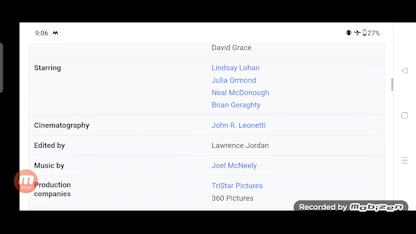 9:06 27%
David Grace
Starring Lindsay Lohan
Julia Ormond
Neal McDonough
Brian Geraghty
Cinematography John R. Leonetti
Edited by Lawrence Jordan
Music by Joel McNeely
Production companies TriStar Pictures
360 Pictures
Recorded by Mobizen